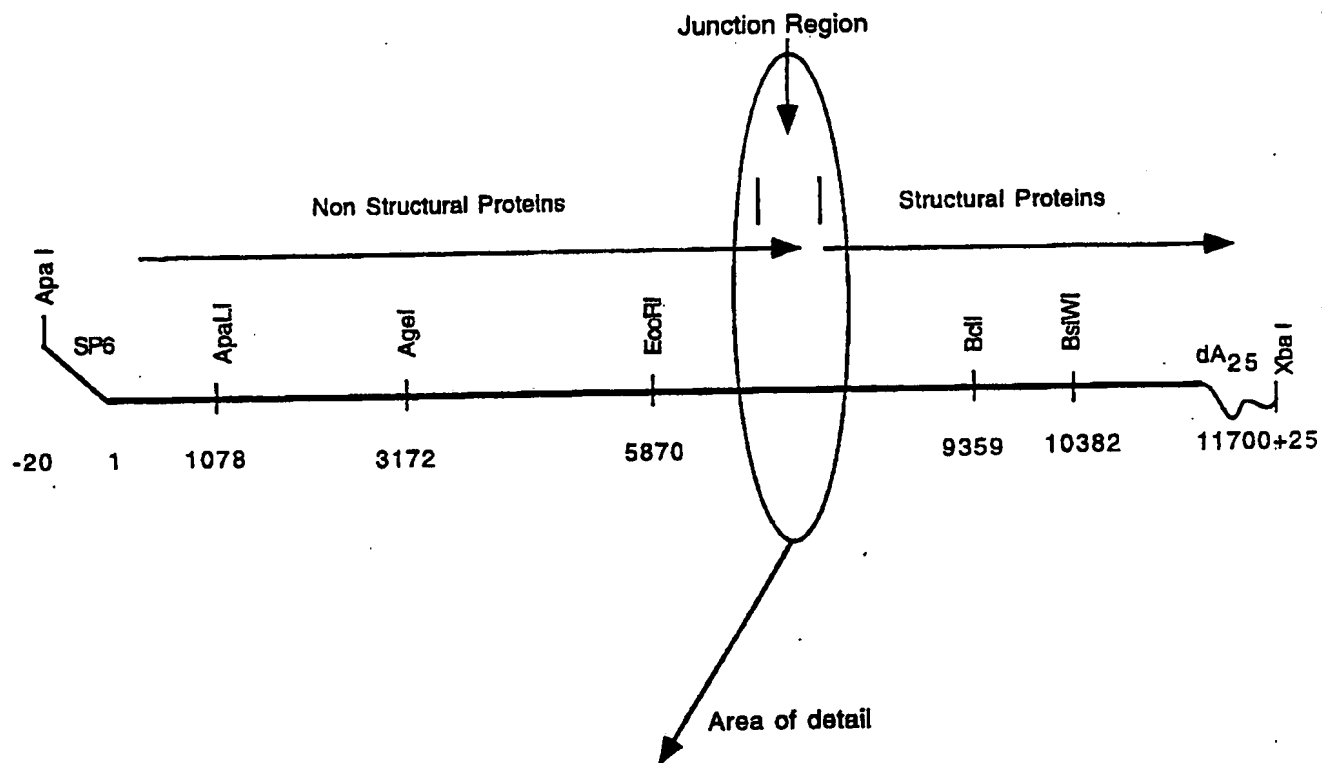 Junction Region
Non Structural Proteins
Structural Proteins
Apa I
SP6
ApaLI
AgeI
EcoRI
BclI
BsiWI
dA25
Xba I
-20
1
1078
3172
5870
9359
10382
11700+25
Area of detail